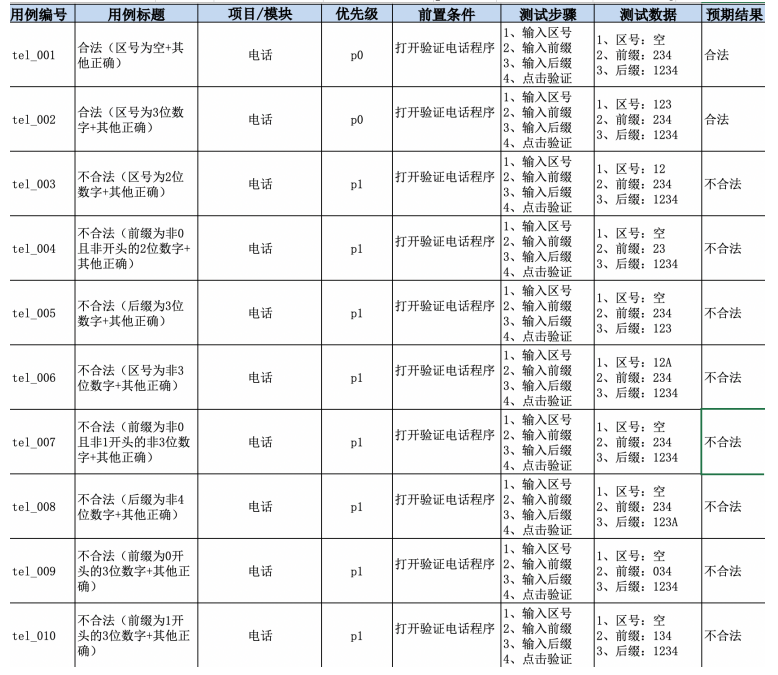 用例编号 用例标题 项目/模块 优先级 前置条件 测试步骤 测试数据 预期结果
tel_001 合法（区号为空+其他正确） 电话 p0 打开验证电话程序 1、输入区号 2、输入前缀 3、输入后缀 4、点击验证 1、区号：空 2、前缀：234 3、后缀：1234 合法
tel_002 合法（区号为3位数字+其他正确） 电话 p0 打开验证电话程序 1、输入区号 2、输入前缀 3、输入后缀 4、点击验证 1、区号：123 2、前缀：234 3、后缀：1234 合法
tel_003 不合法（区号为2位数字+其他正确） 电话 p1 打开验证电话程序 1、输入区号 2、输入前缀 3、输入后缀 4、点击验证 1、区号：12 2、前缀：234 3、后缀：1234 不合法
tel_004 不合法（前缀为非0且非开头的2位数字+其他正确） 电话 p1 打开验证电话程序 1、输入区号 2、输入前缀 3、输入后缀 4、点击验证 1、区号：空 2、前缀：23 3、后缀：1234 不合法
tel_005 不合法（后缀为3位数字+其他正确） 电话 p1 打开验证电话程序 1、输入区号 2、输入前缀 3、输入后缀 4、点击验证 1、区号：空 2、前缀：234 3、后缀：123 不合法
tel_006 不合法（区号为非3位数字+其他正确） 电话 p1 打开验证电话程序 1、输入区号 2、输入前缀 3、输入后缀 4、点击验证 1、区号：12A 2、前缀：234 3、后缀：1234 不合法
tel_007 不合法（前缀为非0且非1开头的非3位数字+其他正确） 电话 p1 打开验证电话程序 1、输入区号 2、输入前缀 3、输入后缀 4、点击验证 1、区号：空 2、前缀：234 3、后缀：1234 不合法
tel_008 不合法（后缀为非4位数字+其他正确） 电话 p1 打开验证电话程序 1、输入区号 2、输入前缀 3、输入后缀 4、点击验证 1、区号：空 2、前缀：234 3、后缀：123A 不合法
tel_009 不合法（前缀为0开头的3位数字+其他正确） 电话 p1 打开验证电话程序 1、输入区号 2、输入前缀 3、输入后缀 4、点击验证 1、区号：空 2、前缀：034 3、后缀：1234 不合法
tel_010 不合法（前缀为1开头的3位数字+其他正确） 电话 p1 打开验证电话程序 1、输入区号 2、输入前缀 3、输入后缀 4、点击验证 1、区号：空 2、前缀：134 3、后缀：1234 不合法